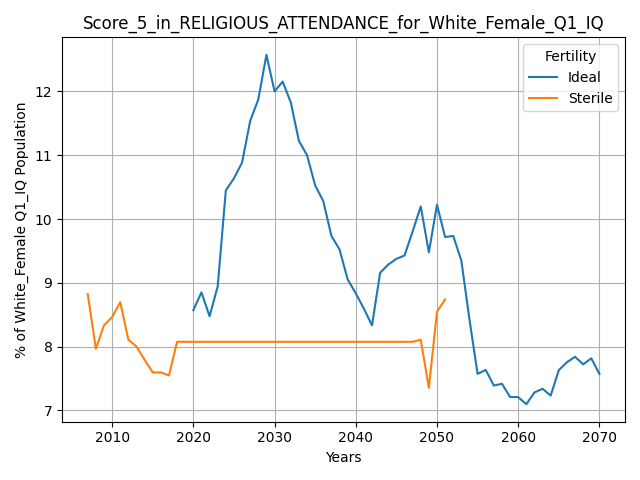 Score_5_in_RELIGIOUS_ATTENDANCE_for_White_Female_Q1_IQ
Fertility
Ideal
Sterile
% of White_Female Q1_IQ Population
12
11
10
9
8
7
2010 2020 2030 2040 2050 2060 2070
Years